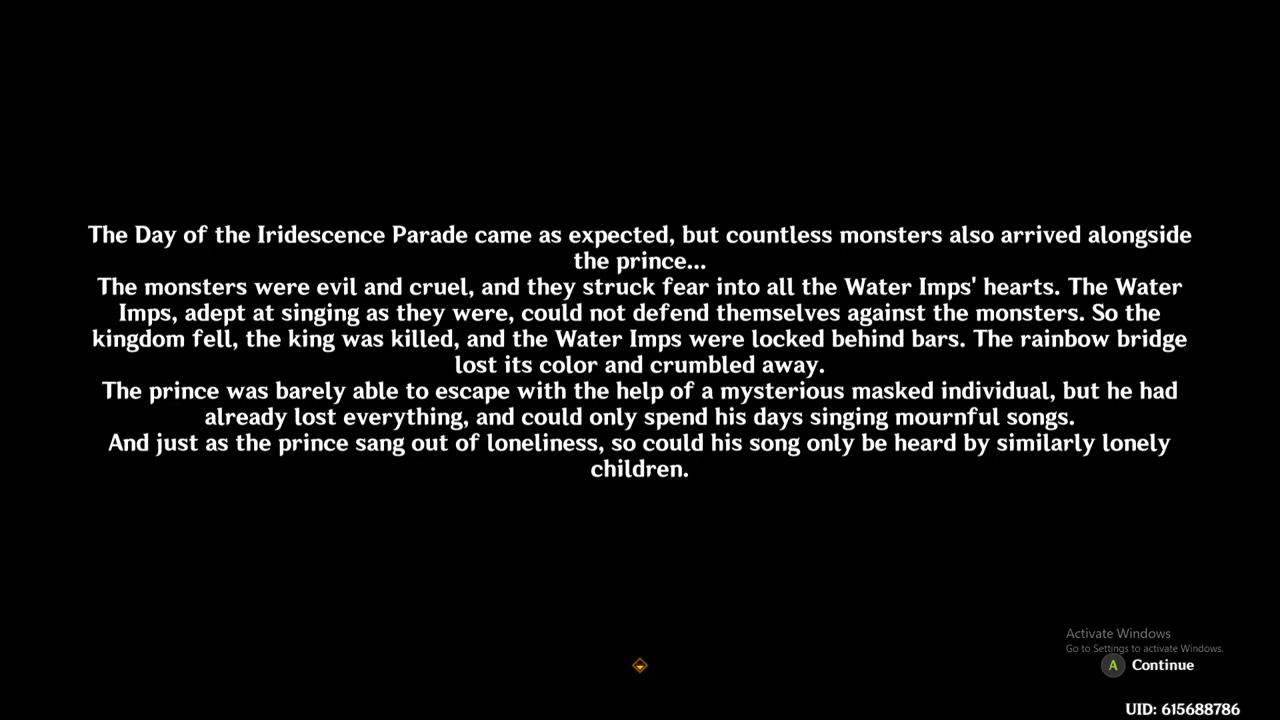 The Day of the Iridescence Parade came as expected, but countless monsters also arrived alongside
the prince...
The monsters were evil and cruel, and they struck fear into all the Water Imps' hearts. The Water
Imps, adept at singing as they were, could not defend themselves against the monsters. So the
kingdom fell, the king was killed, and the Water Imps were locked behind bars. The rainbow bridge
lost its color and crumbled away.
The prince was barely able to escape with the help of a mysterious masked individual, but he had
already lost everything, and could only spend his days singing mournful songs.
And just as the prince sang out of loneliness, so could his song only be heard by similarly lonely
children.
Activate Windows
Go to Settings to activate Windows.
A Continue
UID: 615688786